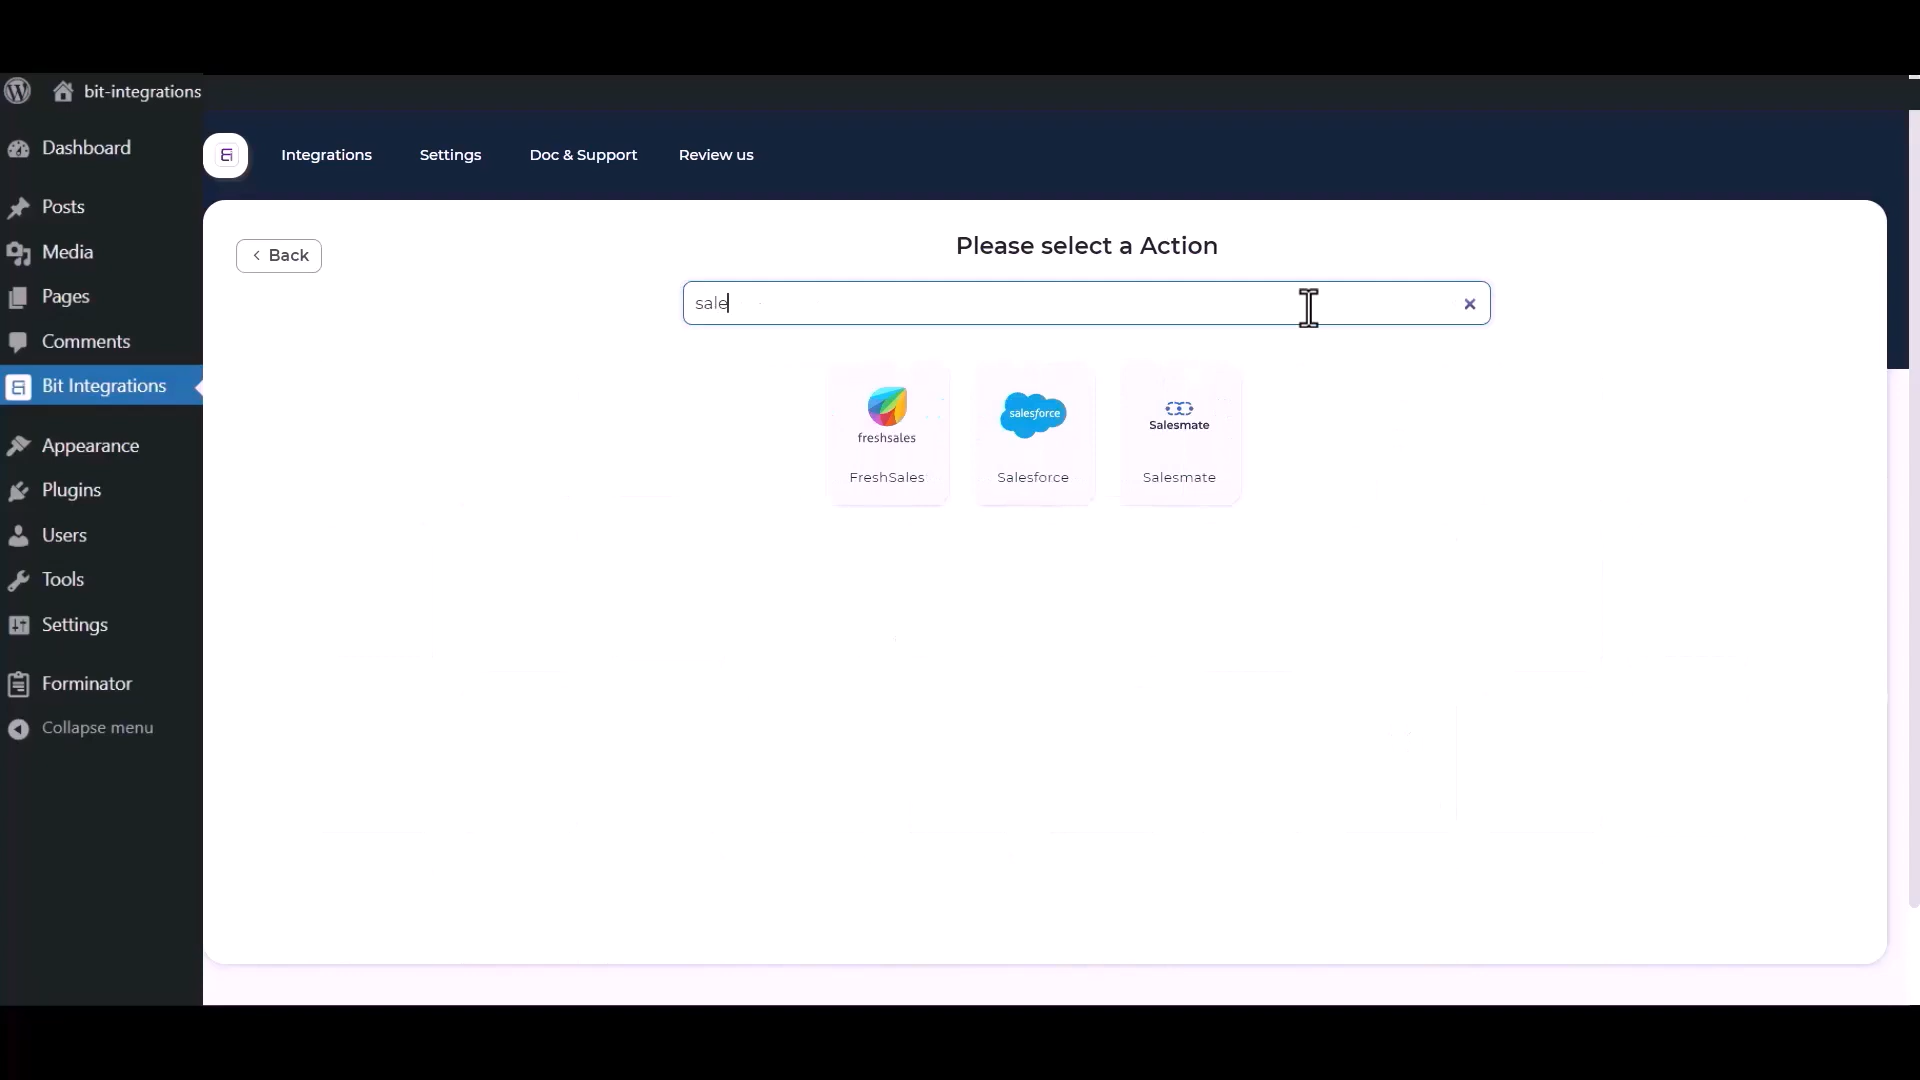 bit-integrations
Dashboard
Posts
Media
Pages
Comments
Bit Integrations
Appearance
Plugins
Users
Tools
Settings
Forminator
Collapse menu
Integrations
Settings
Doc & Support
Review us
Back
Please select a Action
sale
freshsales
FreshSales
salesforce
Salesforce
Salesmate
Salesmate